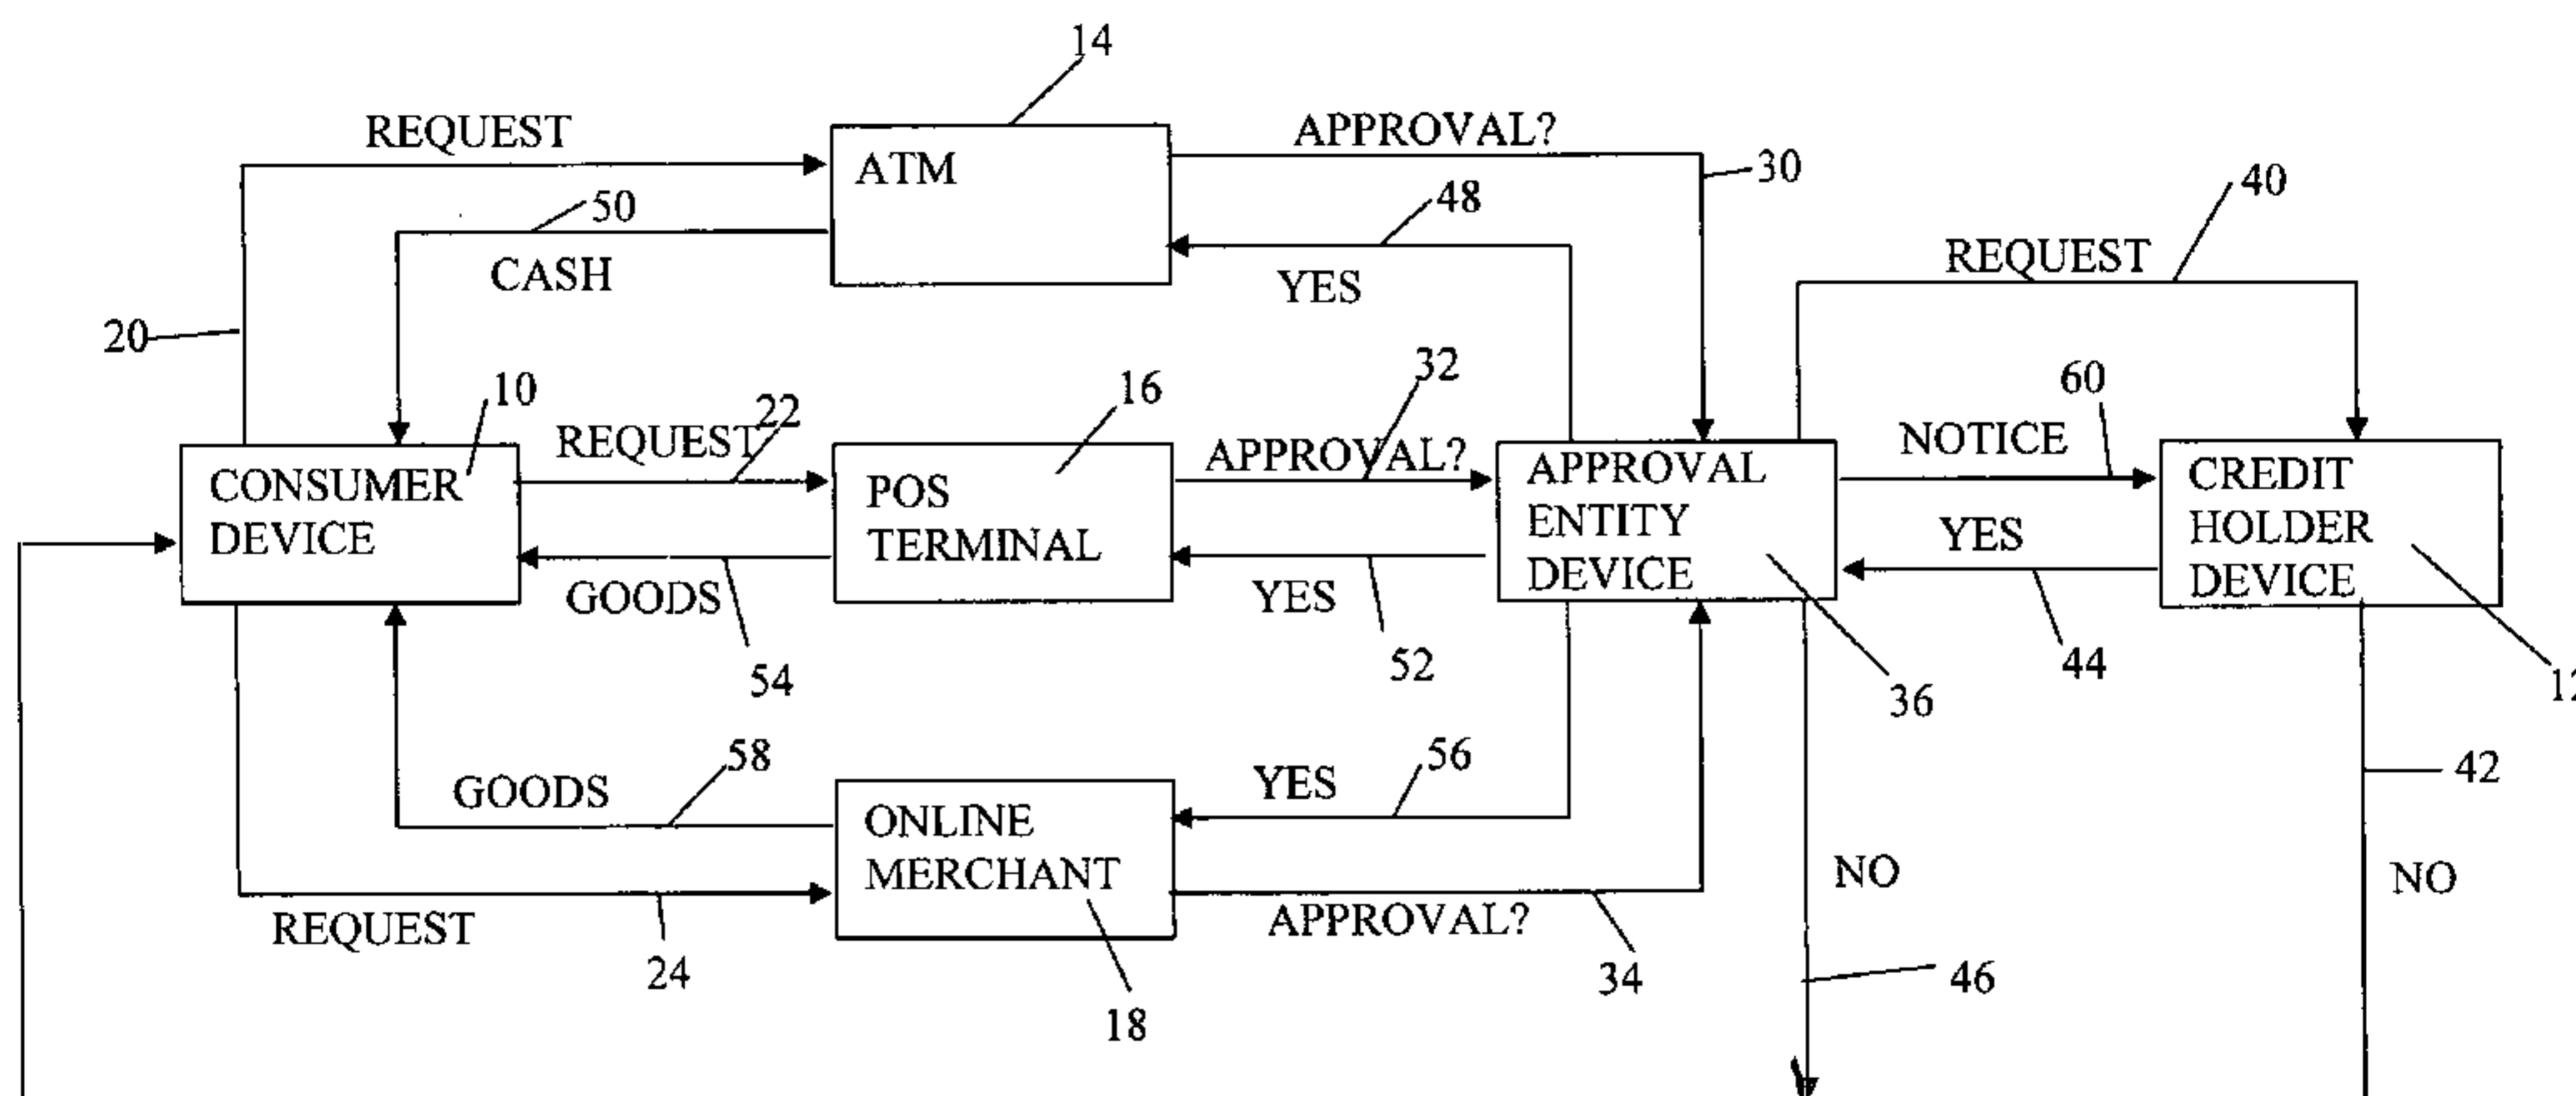 14
REQUEST
APPROVAL?
ATM
30
40
50
48
CASH
YES
REQUEST
20
10
22
16
32
60
REQUEST
APPROVAL?
NOTICE
CONSUMER
DEVICE
POS
TERMINAL
APPROVAL
ENTITY
DEVICE
CREDIT
HOLDER
DEVICE
YES
GOODS
YES
54
52
44
36
58
56
GOODS
YES
42
ONLINE
MERCHANT
NO
NO
REQUEST
APPROVAL?
24
34
46
18